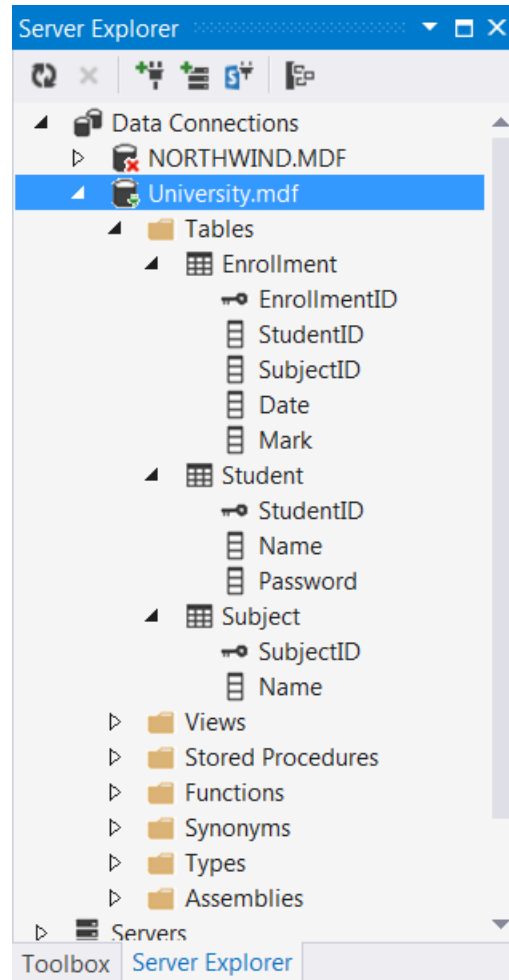 Server Explorer
Data Connections
NORTHWIND.MDF
University.mdf
Tables
Enrollment
EnrollmentID
StudentID
SubjectID
Date
Mark
Student
StudentID
Name
Password
Subject
SubjectID
Name
Views
Stored Procedures
Functions
Synonyms
Types
Assemblies
Servers
Toolbox Server Explorer